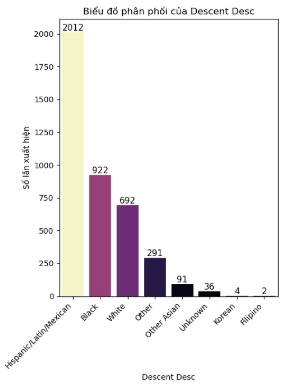 Biểu đồ phân phối của Descent Desc
Số lần xuất hiện
2000
1750
1500
1250
1000
750
500
250
0
2012
922
692
291
91
36
4
2
Hispanic/Latin/Mexican
Black
White
Other
Other Asian
Unknown
Korean
Filipino
Descent Desc